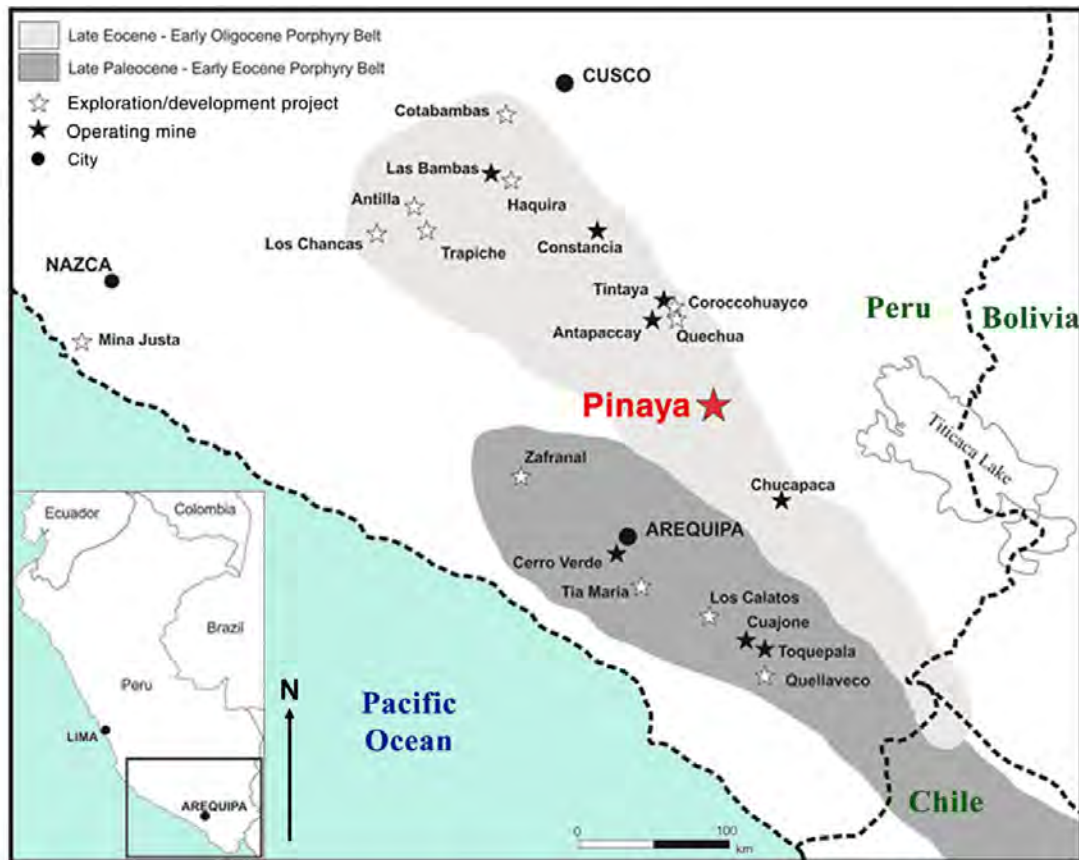 Late Eocene - Early Oligocene Porphyry Belt
Late Paleocene - Early Eocene Porphyry Belt
Exploration/development project
Operating mine
City
CUSCO
Cotabambas
Las Bambas
Haquira
Antilla
Los Chancas
Trapiche
Constancia
NAZCA
Mina Justa
Tintaya
Coroccohuayco
Antapaccay
Quechua
Peru
Bolivia
Pinaya
Titicaca Lake
Zafranal
Chucapaca
AREQUIPA
Cerro Verde
Tia Maria
Los Calatos
Cuajone
Toquepala
Quellaveco
Pacific
Ocean
Chile
N
0
100
km
Ecuador
Colombia
Brazil
Peru
LIMA
AREQUIPA